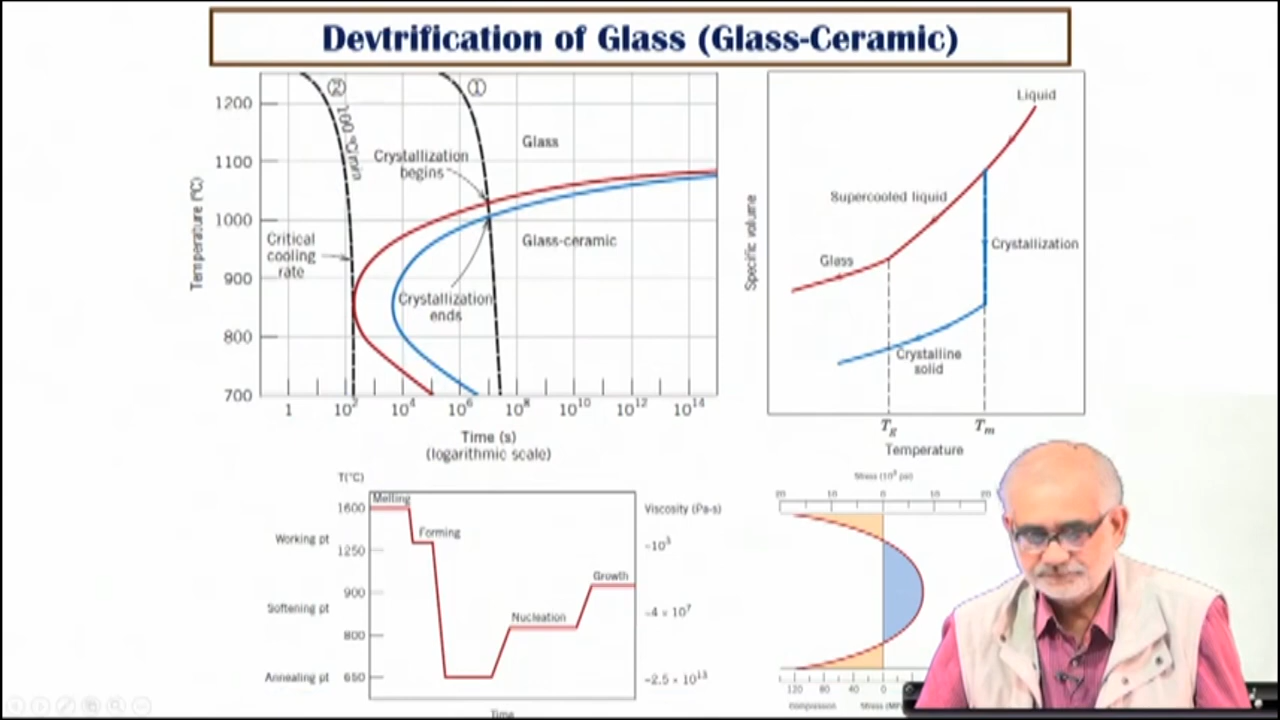 Devtrification of Glass (Glass-Ceramic)
②
①
100 °C/min
1200
1100
1000
900
800
700
Temperature (°C)
Crystallization
begins
Glass
Critical
cooling
rate
Glass-ceramic
Crystallization
ends
1
10²
10⁴
10⁶
10⁸
10¹⁰
10¹²
10¹⁴
Time (s)
(logarithmic scale)
Specific volume
Liquid
Supercooled liquid
Crystallization
Glass
Crystalline
solid
Tg
Tm
Temperature
T(°C)
Melting
1600
Viscosity (Pa-s)
Working pt
Forming
~10³
1250
900
Growth
Softening pt
~4 × 10⁷
Nucleation
800
Annealing pt
650
~2.5 × 10¹³
Time
Stress (10³ psi)
20
10
0
10
20
120
80
40
0
Compression